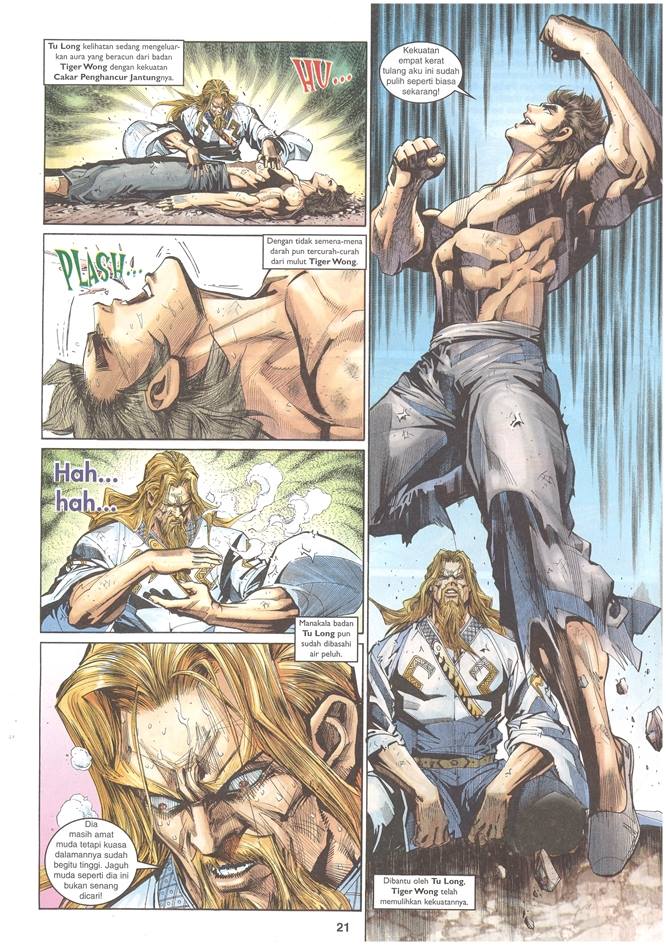 Tu Long kelihatan sedang mengeluar-
kan aura yang beracun dari badan
Tiger Wong dengan kekuatan
Cakar Penghancur Jantungnya.
HU...
Dengan tidak semena-mena
darah pun tercurah-curah
dari mulut Tiger Wong.
PLASH...
Hah...
hah...
Manakala badan
Tu Long pun
sudah dibasahi
air peluh.
Dia
masih amat
muda tetapi kuasa
dalamannya sudah
begitu tinggi. Jaguh
muda seperti dia ini
bukan senang
dicari!
Kekuatan
empat kerat
tulang aku ini sudah
pulih seperti biasa
sekarang!
Dibantu oleh Tu Long,
Tiger Wong telah
memulihkan kekuatannya.
21